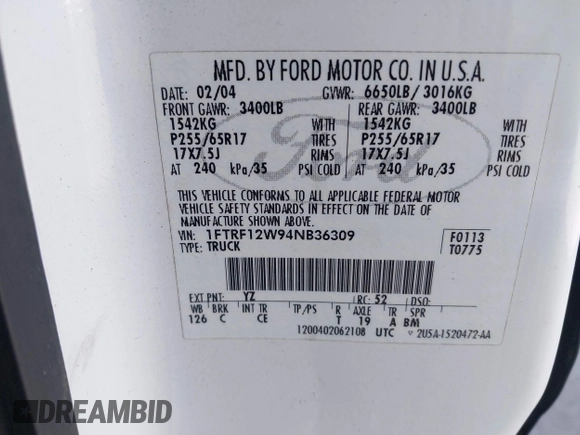 MFD. BY FORD MOTOR CO. IN U.S.A.
DATE: 02/04 GVWR: 6650LB/ 3016KG
FRONT GAWR: 3400LB REAR GAWR: 3400LB
1542KG WITH 1542KG WITH
P255/65R17 TIRES P255/65R17 TIRES
17X7.5J RIMS 17X7.5J RIMS
AT 240 kPa/35 PSI COLD AT 240 kPa/35 PSI COLD
THIS VEHICLE CONFORMS TO ALL APPLICABLE FEDERAL MOTOR
VEHICLE SAFETY STANDARDS IN EFFECT ON THE DATE OF
MANUFACTURE SHOWN ABOVE.
VIN: 1FTRF12W94NB36309 F0113
TYPE: TRUCK T0775
EXT PNT: YZ RC: 52 DSO:
WB BRK INT TR TP/PS R AXLE TR SPR
126 C CE T 19 A BM
1200402062108 UTC 2U5A-1520472-AA
Ford
DREAMBID